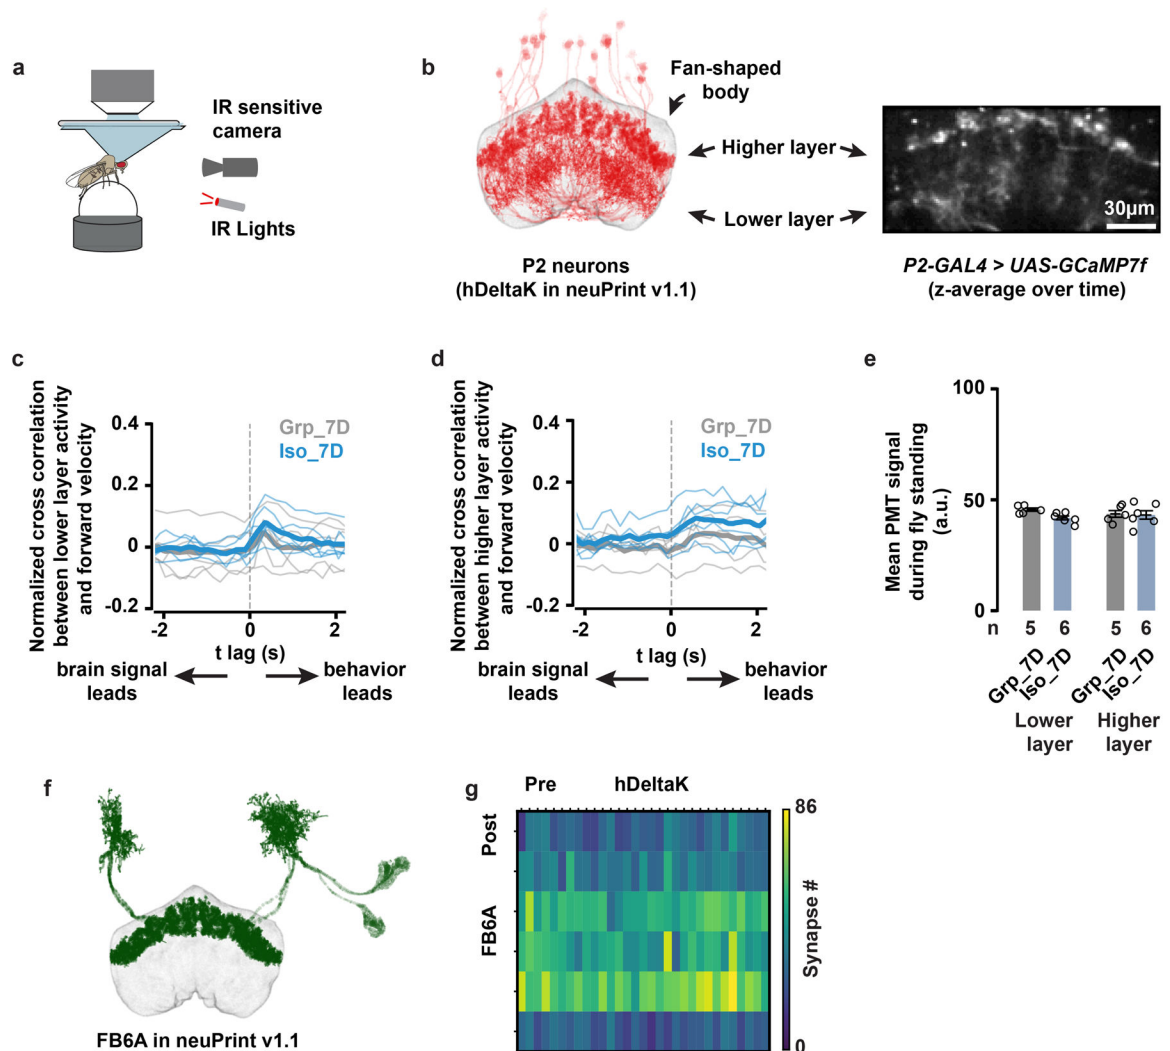 a
IR sensitive
camera
IR Lights
b
Fan-shaped
body
Higher layer
Lower layer
30µm
P2 neurons
(hDeltaK in neuPrint v1.1)
P2-GAL4 > UAS-GCaMP7f
(z-average over time)
c
Normalized cross correlation
between lower layer activity
and forward velocity
0.4
0.2
0
-0.2
Grp_7D
Iso_7D
-2
0
2
t lag (s)
brain signal
leads
behavior
leads
d
Normalized cross correlation
between higher layer activity
and forward velocity
0.4
0.2
0
-0.2
Grp_7D
Iso_7D
-2
0
2
t lag (s)
brain signal
leads
behavior
leads
e
Mean PMT signal
during fly standing
(a.u.)
100
50
0
n 5 6 5 6
Grp_7D
Iso_7D
Grp_7D
Iso_7D
Lower
layer
Higher
layer
f
FB6A in neuPrint v1.1
g
Pre hDeltaK
Post
FB6A
86
Synapse #
0